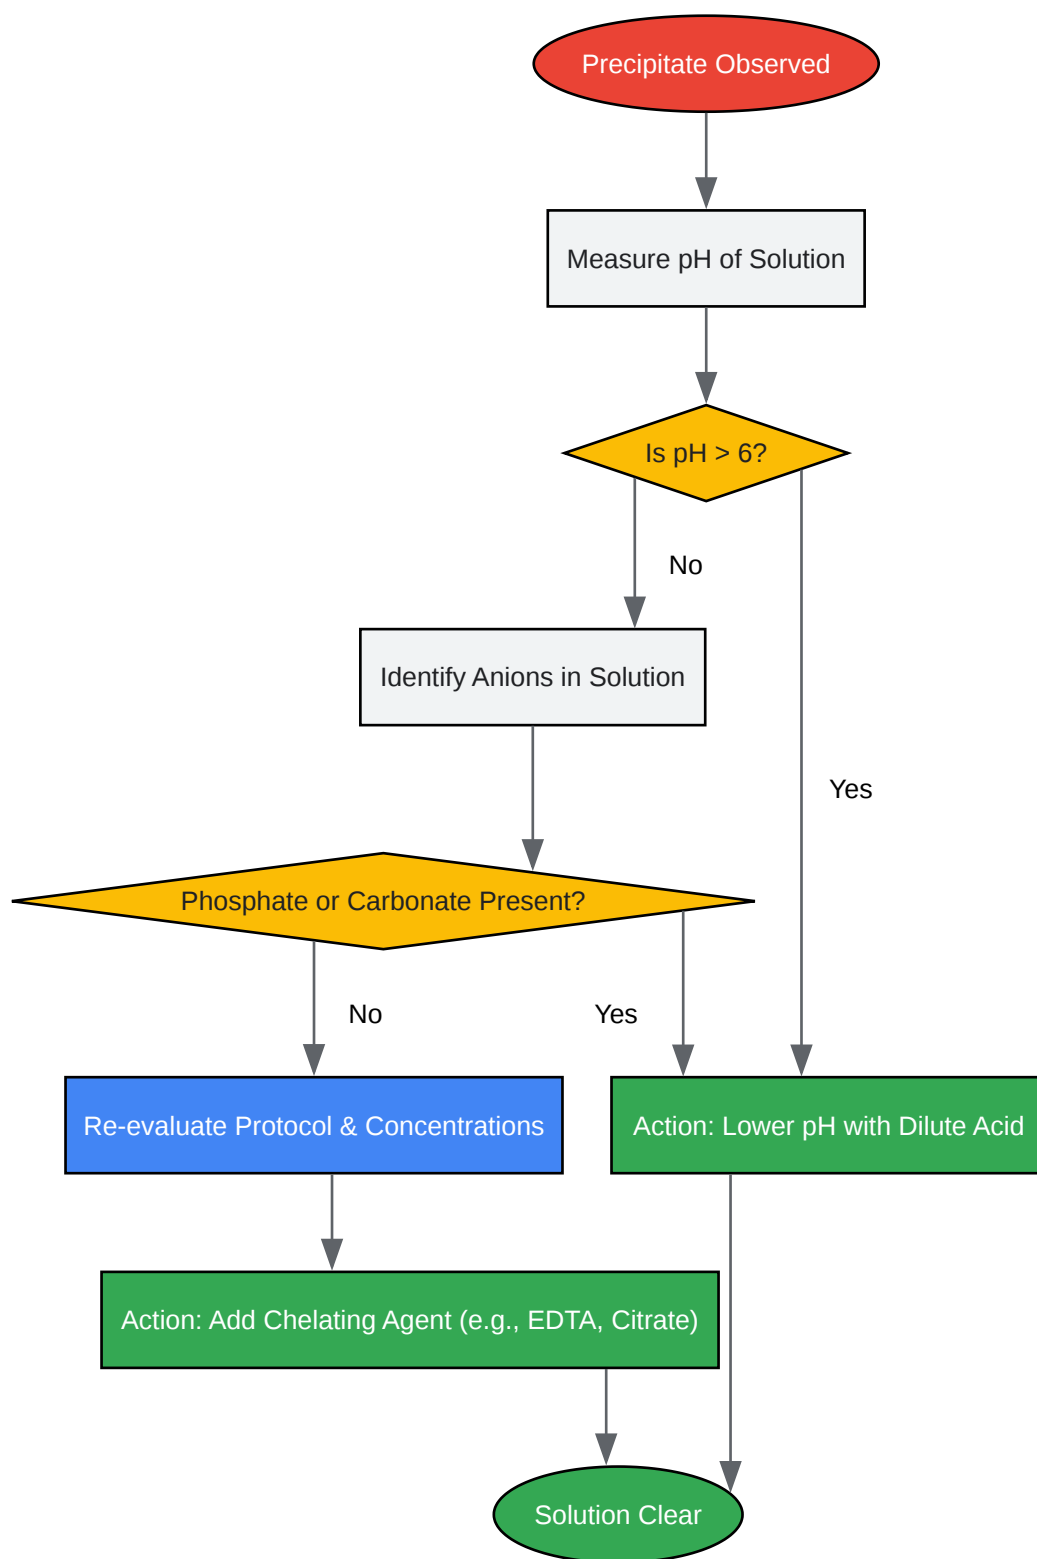 Precipitate Observed
Measure pH of Solution
Is pH > 6?
No
Identify Anions in Solution
Yes
Phosphate or Carbonate Present?
No
Yes
Re-evaluate Protocol & Concentrations
Action: Lower pH with Dilute Acid
Action: Add Chelating Agent (e.g., EDTA, Citrate)
Solution Clear